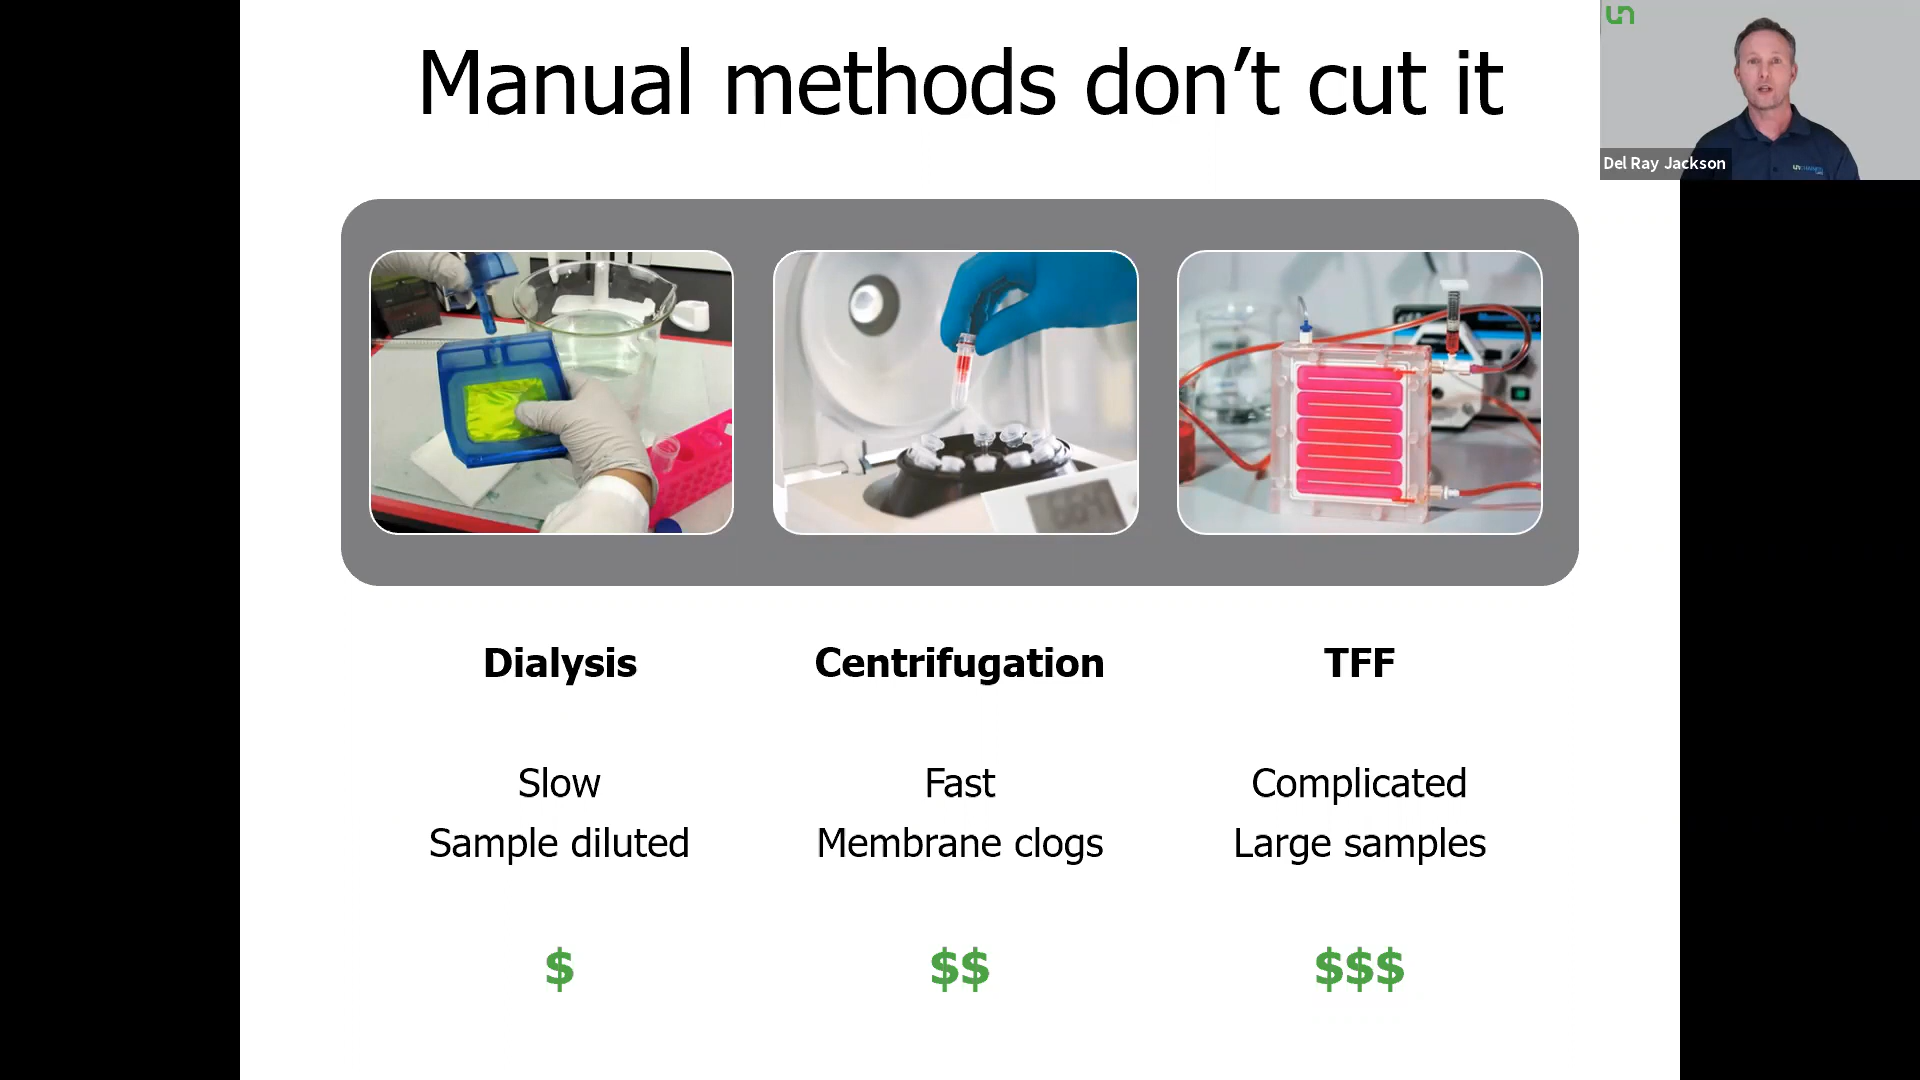 Manual methods don’t cut it
Del Ray Jackson
Dialysis
Centrifugation
TFF
Slow
Fast
Complicated
Sample diluted
Membrane clogs
Large samples
$
$$
$$$